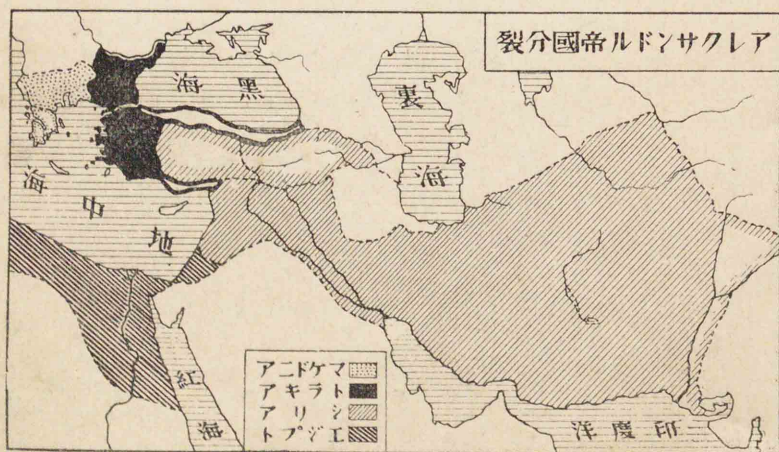 アレクサンドル帝國分裂
黑海
裏海
地中海
紅海
印度洋
マケドニア
トラキア
シリア
エジプト